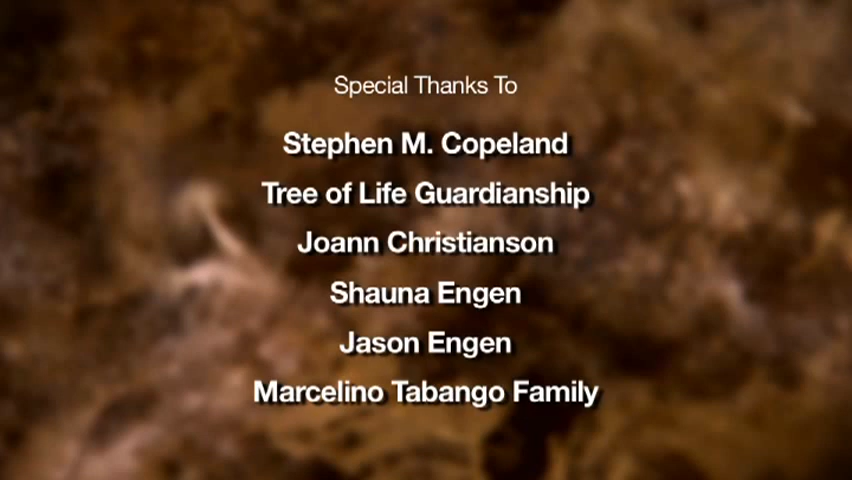 Special Thanks To
Stephen M. Copeland
Tree of Life Guardianship
Joann Christianson
Shauna Engen
Jason Engen
Marcelino Tabango Family